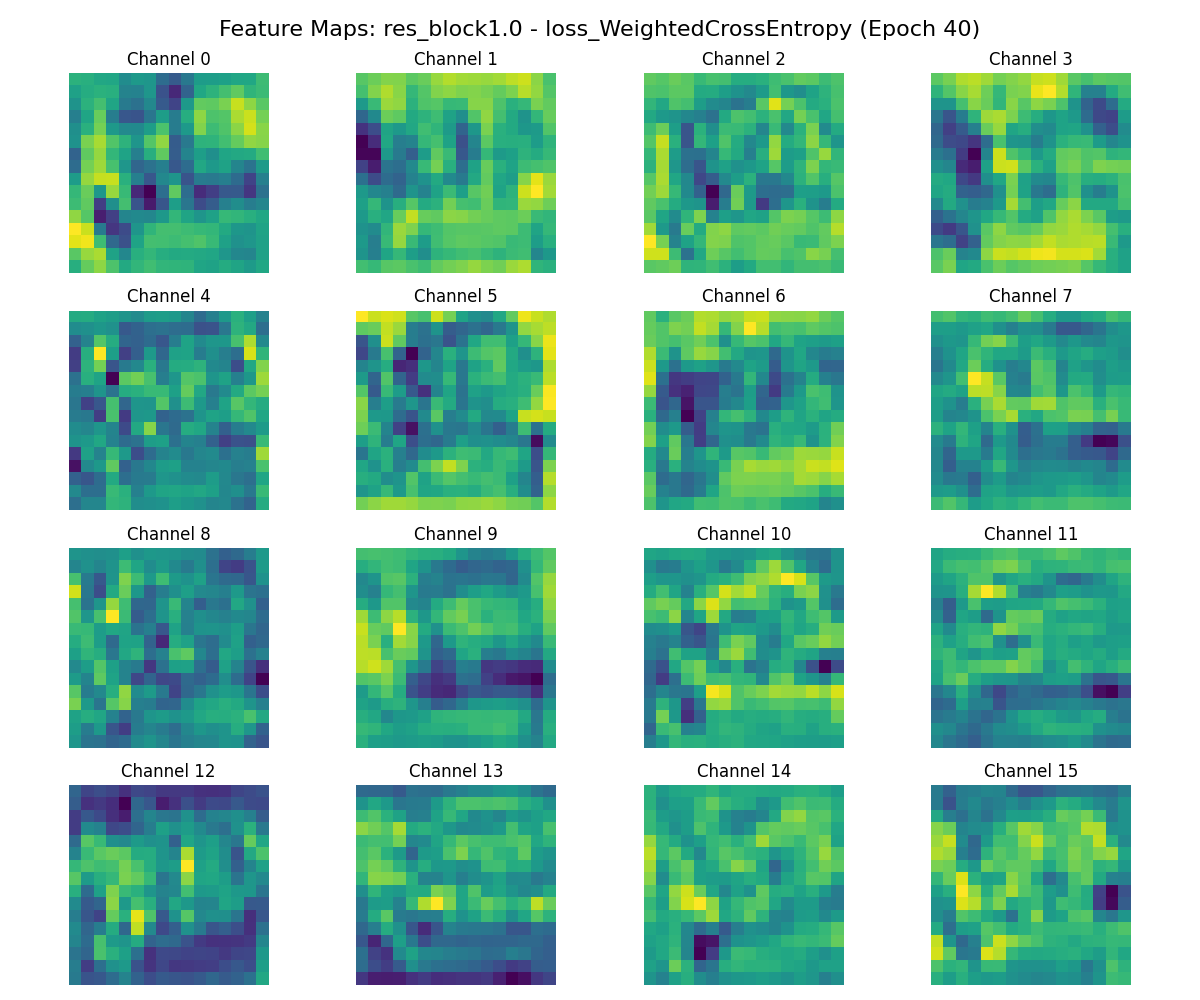 Feature Maps: res_block1.0 - loss_WeightedCrossEntropy (Epoch 40)
Channel 0 Channel 1 Channel 2 Channel 3
Channel 4 Channel 5 Channel 6 Channel 7
Channel 8 Channel 9 Channel 10 Channel 11
Channel 12 Channel 13 Channel 14 Channel 15